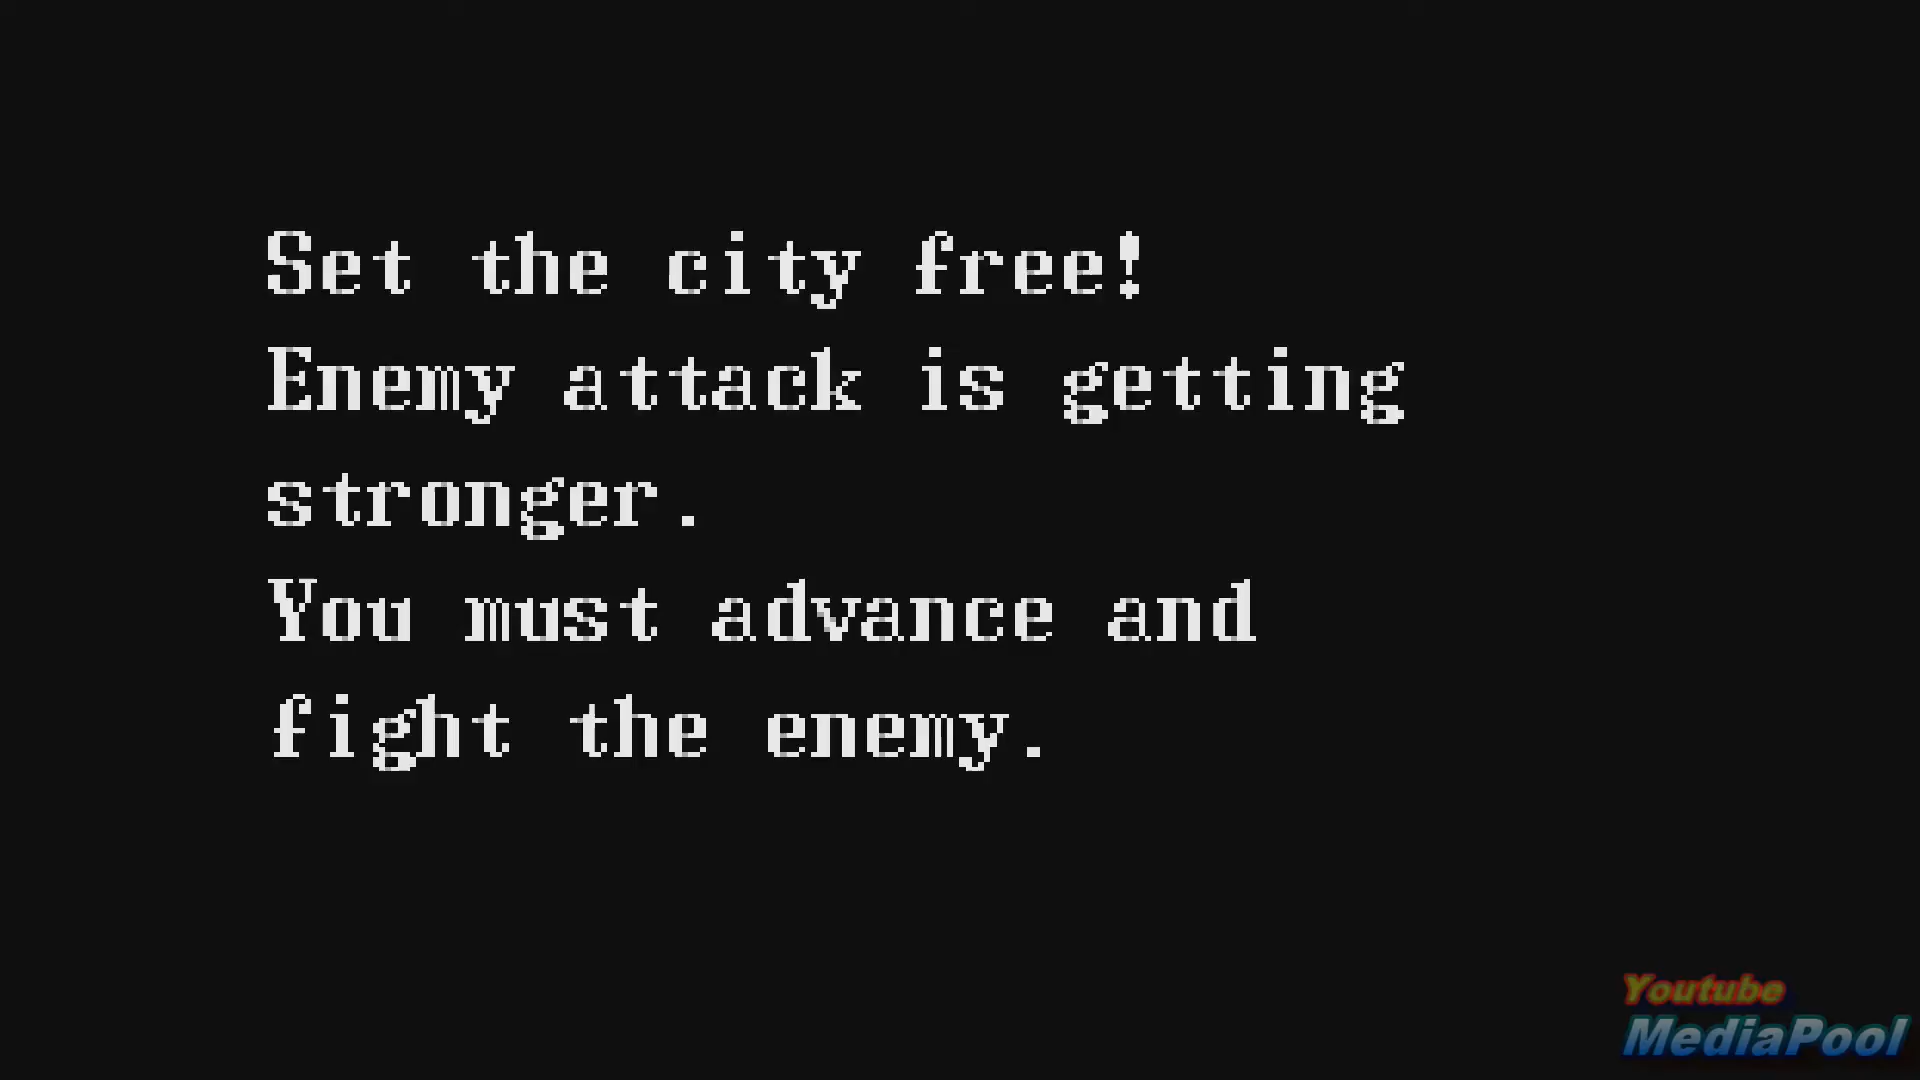 Set the city free!
Enemy attack is getting
stronger.
You must advance and
fight the enemy.
Youtube
MediaPool